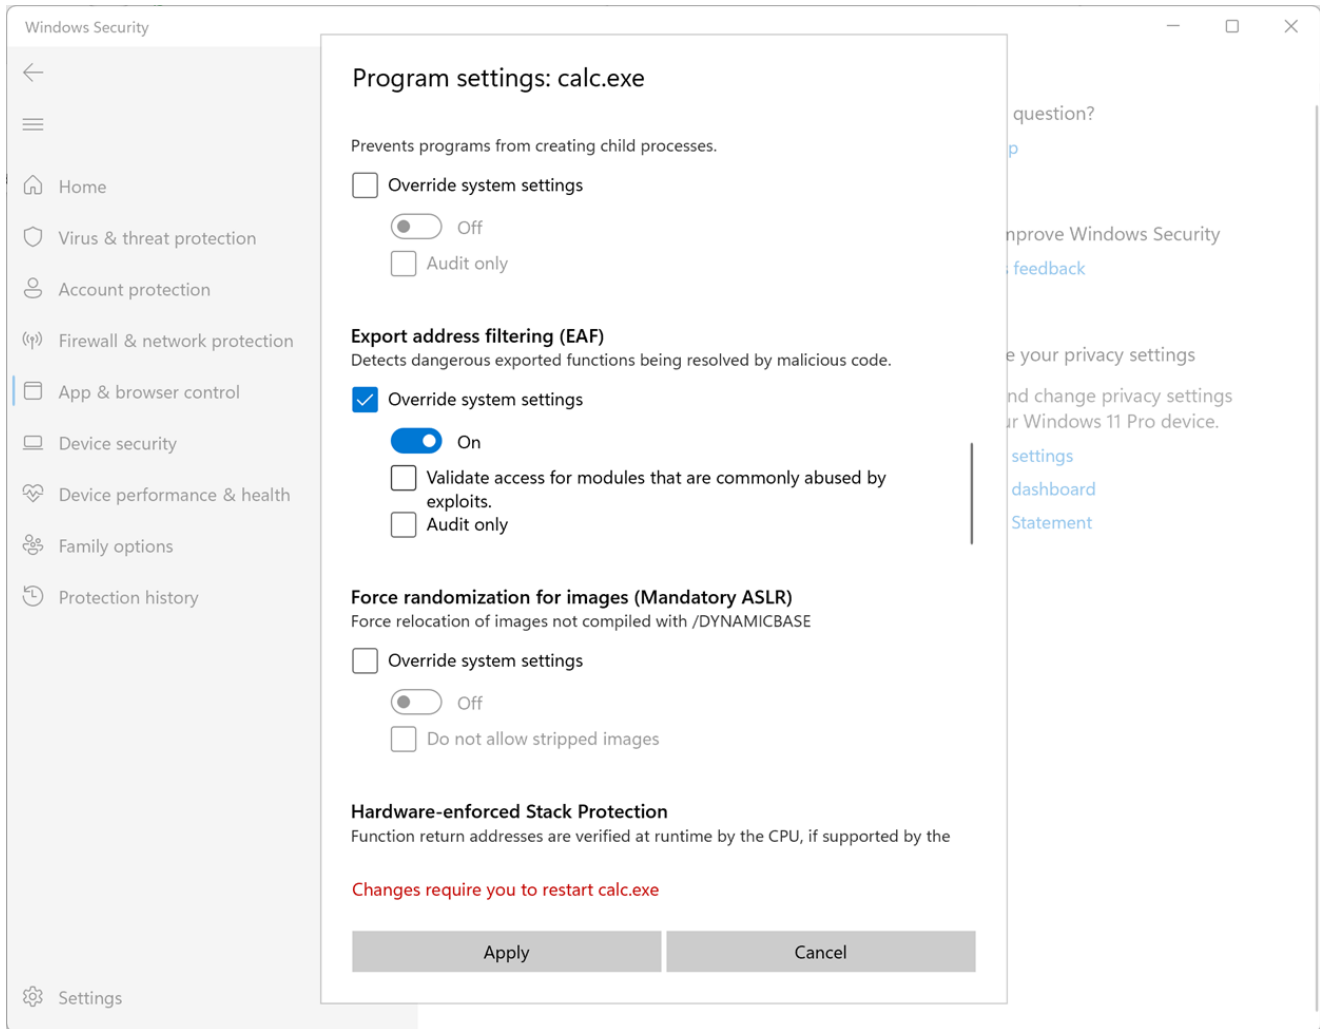 Windows Security
Home
Virus & threat protection
Account protection
Firewall & network protection
App & browser control
Device security
Device performance & health
Family options
Protection history
Settings
Program settings: calc.exe
Prevents programs from creating child processes.
Override system settings
Off
Audit only
Export address filtering (EAF)
Detects dangerous exported functions being resolved by malicious code.
Override system settings
On
Validate access for modules that are commonly abused by
exploits.
Audit only
Force randomization for images (Mandatory ASLR)
Force relocation of images not compiled with /DYNAMICBASE
Override system settings
Off
Do not allow stripped images
Hardware-enforced Stack Protection
Function return addresses are verified at runtime by the CPU, if supported by the
Changes require you to restart calc.exe
Apply
Cancel
question?
p
mprove Windows Security
feedback
e your privacy settings
nd change privacy settings
r Windows 11 Pro device.
settings
dashboard
Statement